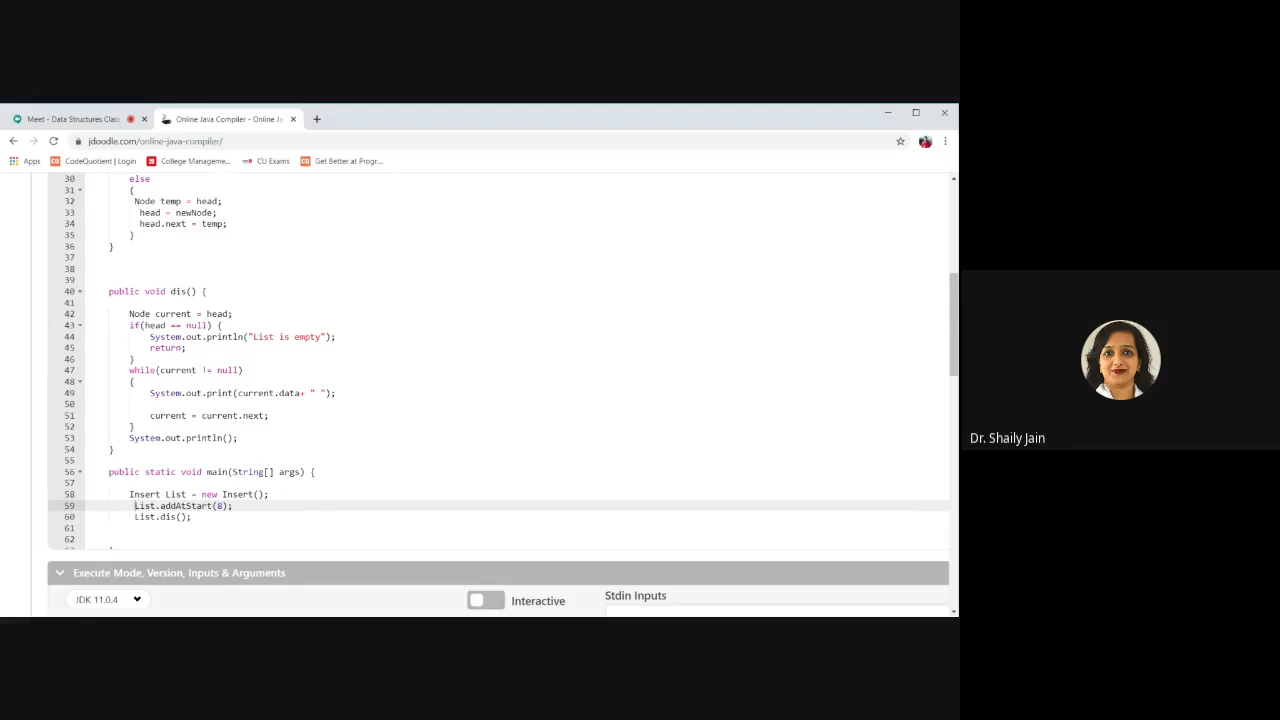 Meet - Data Structures Class
Online Java Compiler - Online Ja
jdoodle.com/online-java-compiler/
Apps
CodeQuotient | Login
College Manageme...
CU Exams
Get Better at Progr...
30 else
31 {
32 Node temp = head;
33 head = newNode;
34 head.next = temp;
35 }
36 }
37
38
39
40 public void dis() {
41
42 Node current = head;
43 if(head == null) {
44 System.out.println("List is empty");
45 return;
46 }
47 while(current != null)
48 {
49 System.out.print(current.data+ " ");
50
51 current = current.next;
52 }
53 System.out.println();
54 }
55
56 public static void main(String[] args) {
57
58 Insert List = new Insert();
59 List.addAtStart(8);
60 List.dis();
61
62
Execute Mode, Version, Inputs & Arguments
JDK 11.0.4
Interactive
Stdin Inputs
Dr. Shaily Jain